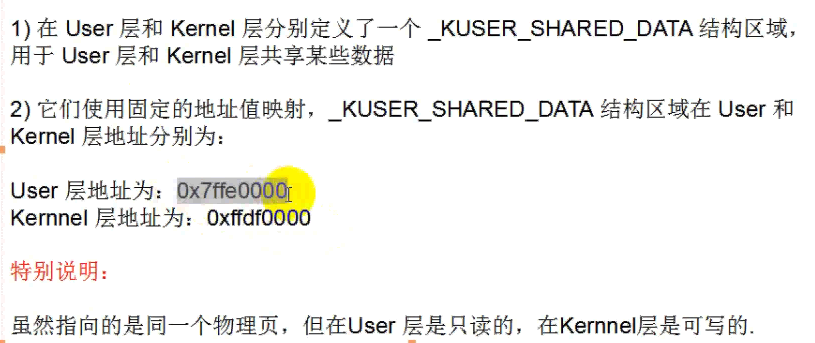 1) 在 User 层和 Kernel 层分别定义了一个 _KUSER_SHARED_DATA 结构区域，
用于 User 层和 Kernel 层共享某些数据
2) 它们使用固定的地址值映射，_KUSER_SHARED_DATA 结构区域在 User 和
Kernel 层地址分别为：
User 层地址为：0x7ffe0000
Kernnel 层地址为：0xffdf0000
特别说明：
虽然指向的是同一个物理页，但在User 层是只读的，在Kernnel层是可写的.